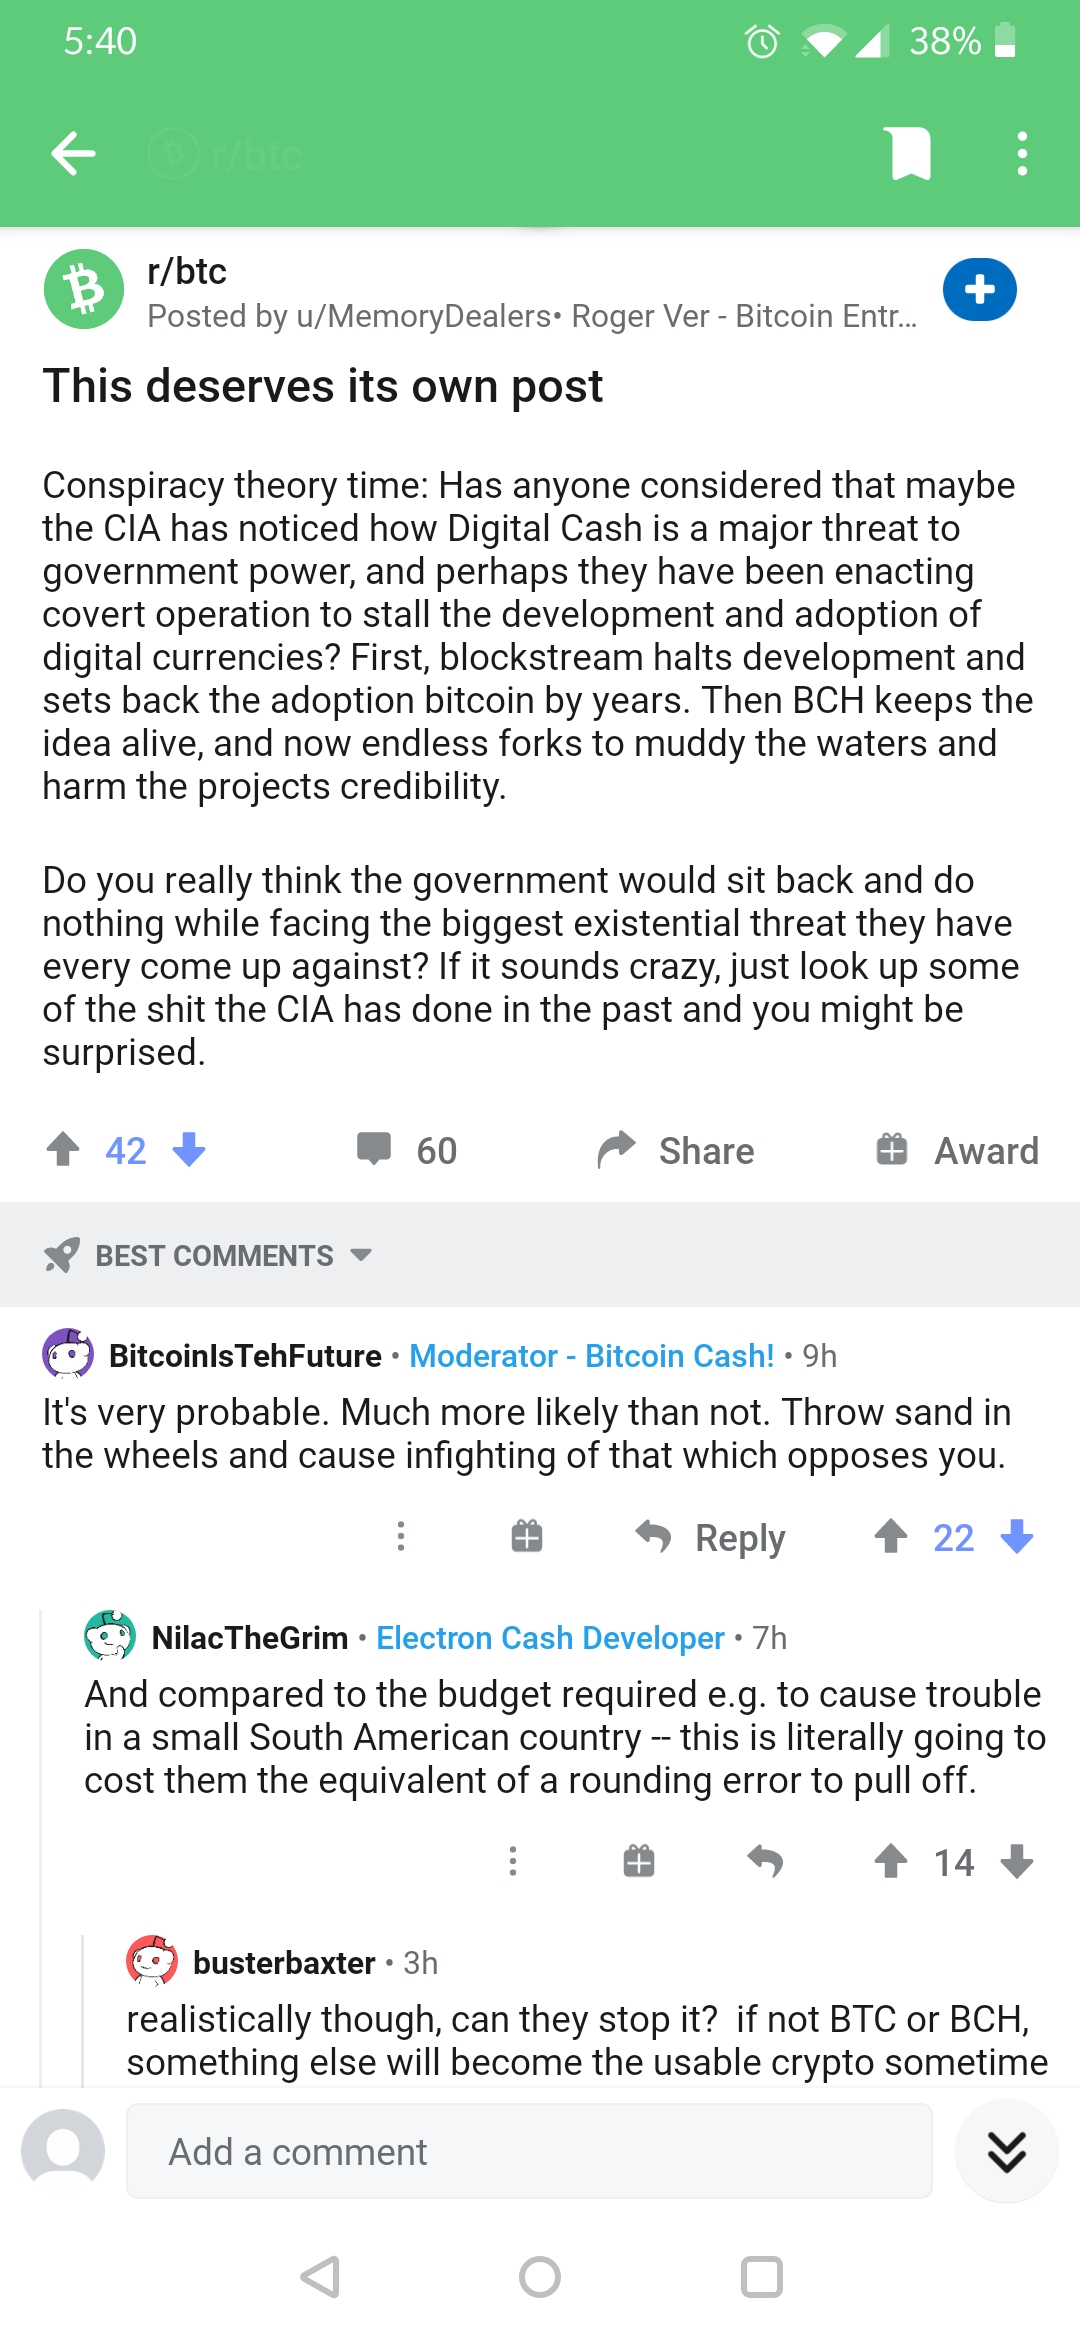 5:40
38%
r/btc
r/btc
Posted by u/MemoryDealers• Roger Ver - Bitcoin Entr...
This deserves its own post
Conspiracy theory time: Has anyone considered that maybe
the CIA has noticed how Digital Cash is a major threat to
government power, and perhaps they have been enacting
covert operation to stall the development and adoption of
digital currencies? First, blockstream halts development and
sets back the adoption bitcoin by years. Then BCH keeps the
idea alive, and now endless forks to muddy the waters and
harm the projects credibility.
Do you really think the government would sit back and do
nothing while facing the biggest existential threat they have
every come up against? If it sounds crazy, just look up some
of the shit the CIA has done in the past and you might be
surprised.
42 60 Share Award
BEST COMMENTS
BitcoinIsTehFuture • Moderator - Bitcoin Cash! • 9h
It's very probable. Much more likely than not. Throw sand in
the wheels and cause infighting of that which opposes you.
Reply 22
NilacTheGrim • Electron Cash Developer • 7h
And compared to the budget required e.g. to cause trouble
in a small South American country -- this is literally going to
cost them the equivalent of a rounding error to pull off.
14
busterbaxter • 3h
realistically though, can they stop it?  if not BTC or BCH,
something else will become the usable crypto sometime
Add a comment